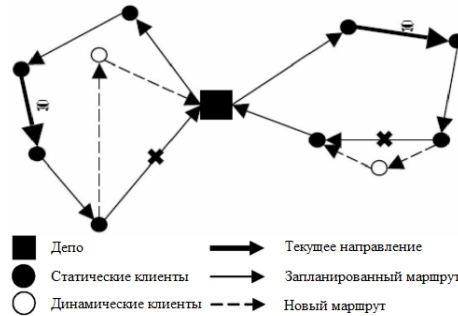 Депо
Текущее направление
Статические клиенты
Запланированный маршрут
Динамические клиенты
Новый маршрут